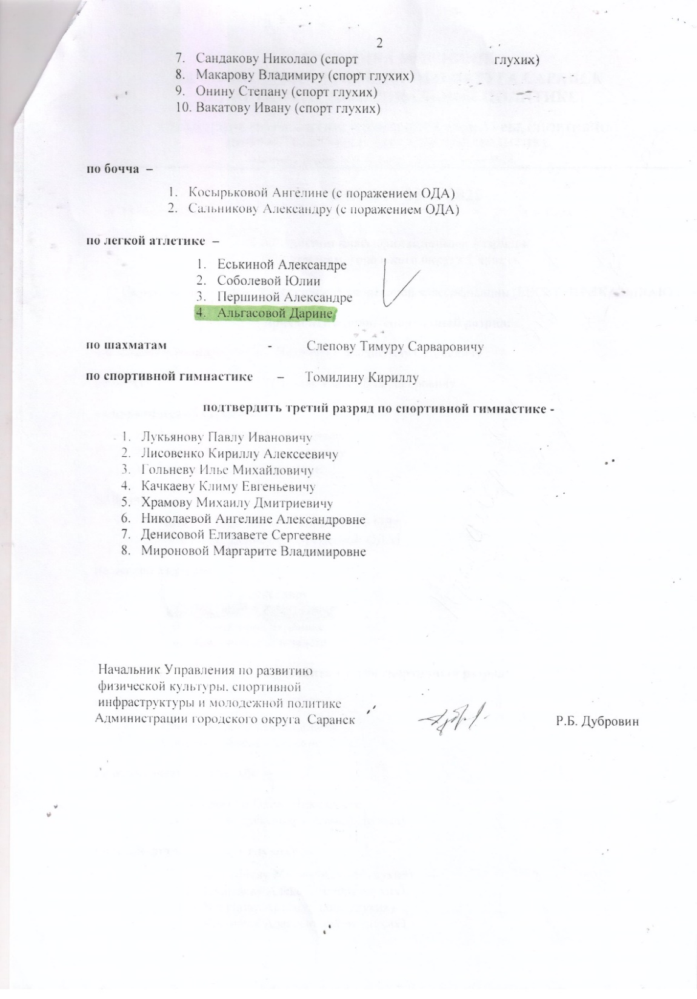 2
7. Сандакову Николаю (спорт глухих)
8. Макарову Владимиру (спорт глухих)
9. Онину Степану (спорт глухих)
10. Вакатову Ивану (спорт глухих)
по бочча –
1. Косырьковой Ангелине (с поражением ОДА)
2. Сальникову Александру (с поражением ОДА)
по легкой атлетике –
1. Еськиной Александре
2. Соболевой Юлии
3. Першиной Александре
4. Альгасовой Дарине
по шахматам - Слепову Тимуру Сарваровичу
по спортивной гимнастике – Томилину Кириллу
подтвердить третий разряд по спортивной гимнастике -
1. Лукьянову Павлу Ивановичу
2. Лисовенко Кириллу Алексеевичу
3. Гольневу Илье Михайловичу
4. Качкаеву Климу Евгеньевичу
5. Храмову Михаилу Дмитриевичу
6. Николаевой Ангелине Александровне
7. Денисовой Елизавете Сергеевне
8. Мироновой Маргарите Владимировне
Начальник Управления по развитию
физической культуры, спортивной
инфраструктуры и молодежной политике
Администрации городского округа Саранск Р.Б. Дубровин